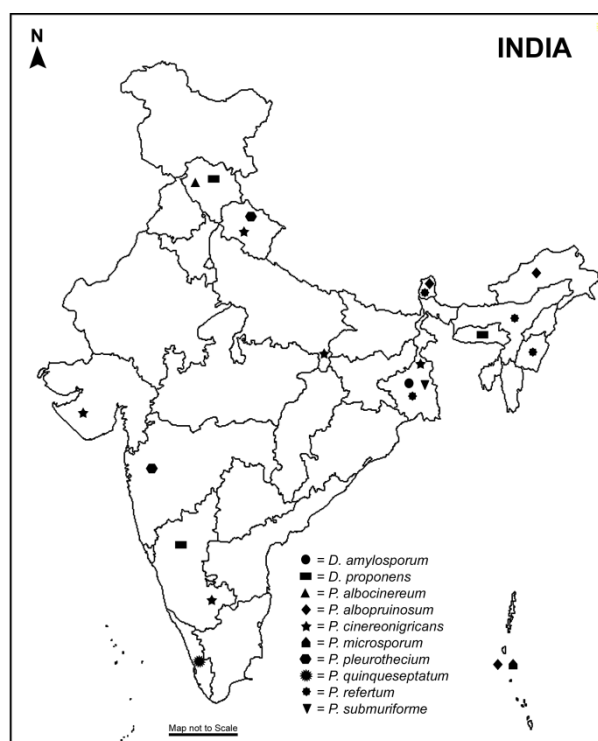 N
INDIA
= D. amylosporum
= D. proponens
= P. albocinereum
= P. albopruinosum
= P. cinereonigricans
= P. microsporum
= P. pleurothecium
= P. quinqueseptatum
= P. refertum
= P. submuriforme
Map not to Scale